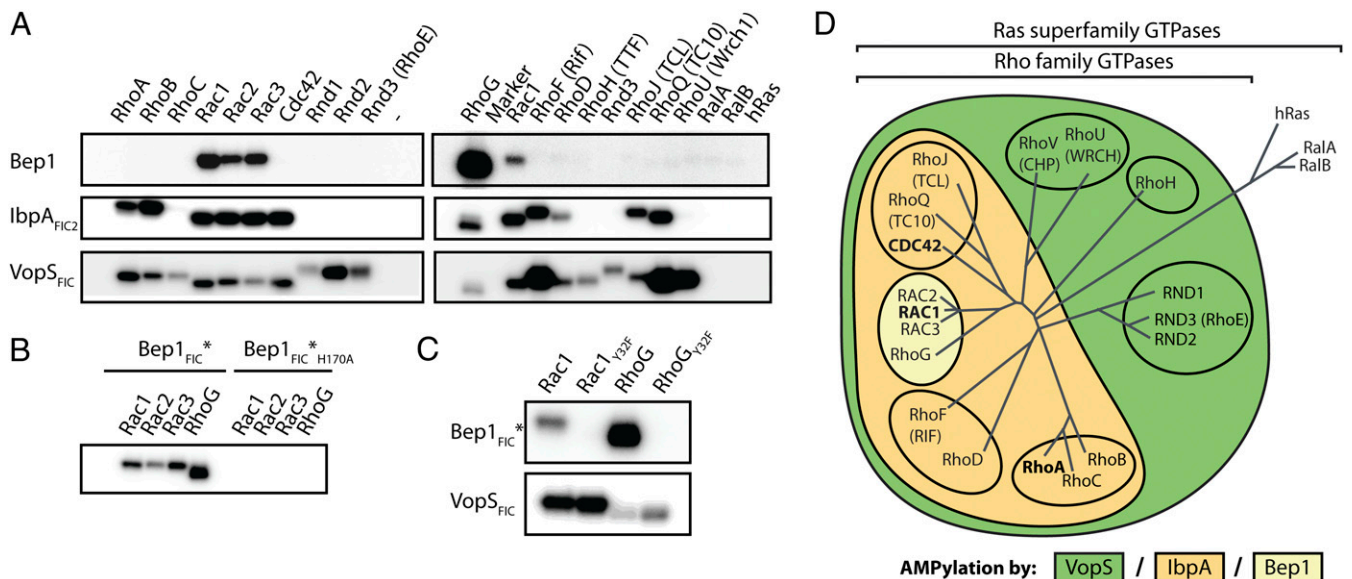 A
RhoA
RhoB
RhoC
Rac1
Rac2
Rac3
Cdc42
Rnd1
Rnd2
Rnd3 (RhoE)
-
RhoG
Marker
Rac1
RhoF (Rif)
RhoD
RhoH (TTF)
Rnd3
RhoJ (TCL)
RhoQ (TC10)
RhoU (Wrch1)
RalA
RalB
hRas
Bep1
IbpA FIC2
VopS FIC
B
Bep1 FIC* Bep1 FIC* H170A
Rac1
Rac2
Rac3
RhoG
Rac1
Rac2
Rac3
RhoG
C
Rac1
Rac1 Y32F
RhoG
RhoG Y32F
Bep1 FIC*
VopS FIC
D
Ras superfamily GTPases
Rho family GTPases
hRas
RalA
RalB
RhoV
(CHP)
RhoU
(WRCH)
RhoH
RhoJ
(TCL)
RhoQ
(TC10)
CDC42
RAC2
RAC1
RAC3
RhoG
RND1
RND3 (RhoE)
RND2
RhoF
(RIF)
RhoD
RhoA
RhoC
RhoB
AMPylation by: VopS / IbpA / Bep1